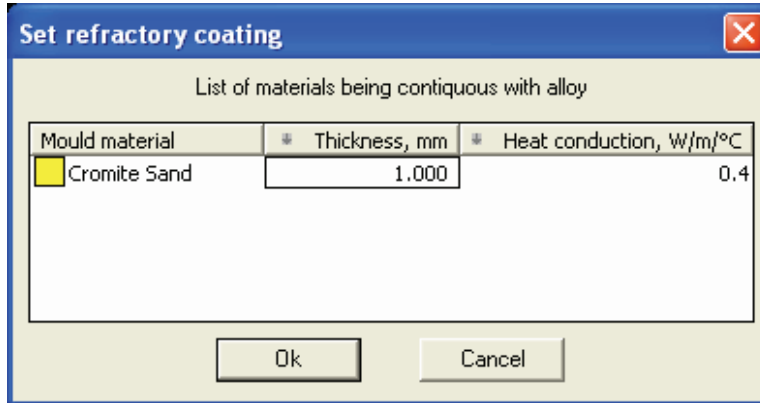 Set refractory coating
List of materials being contiquous with alloy
Mould material Thickness, mm Heat conduction, W/m/°C
Cromite Sand 1.000 0.4
Ok Cancel